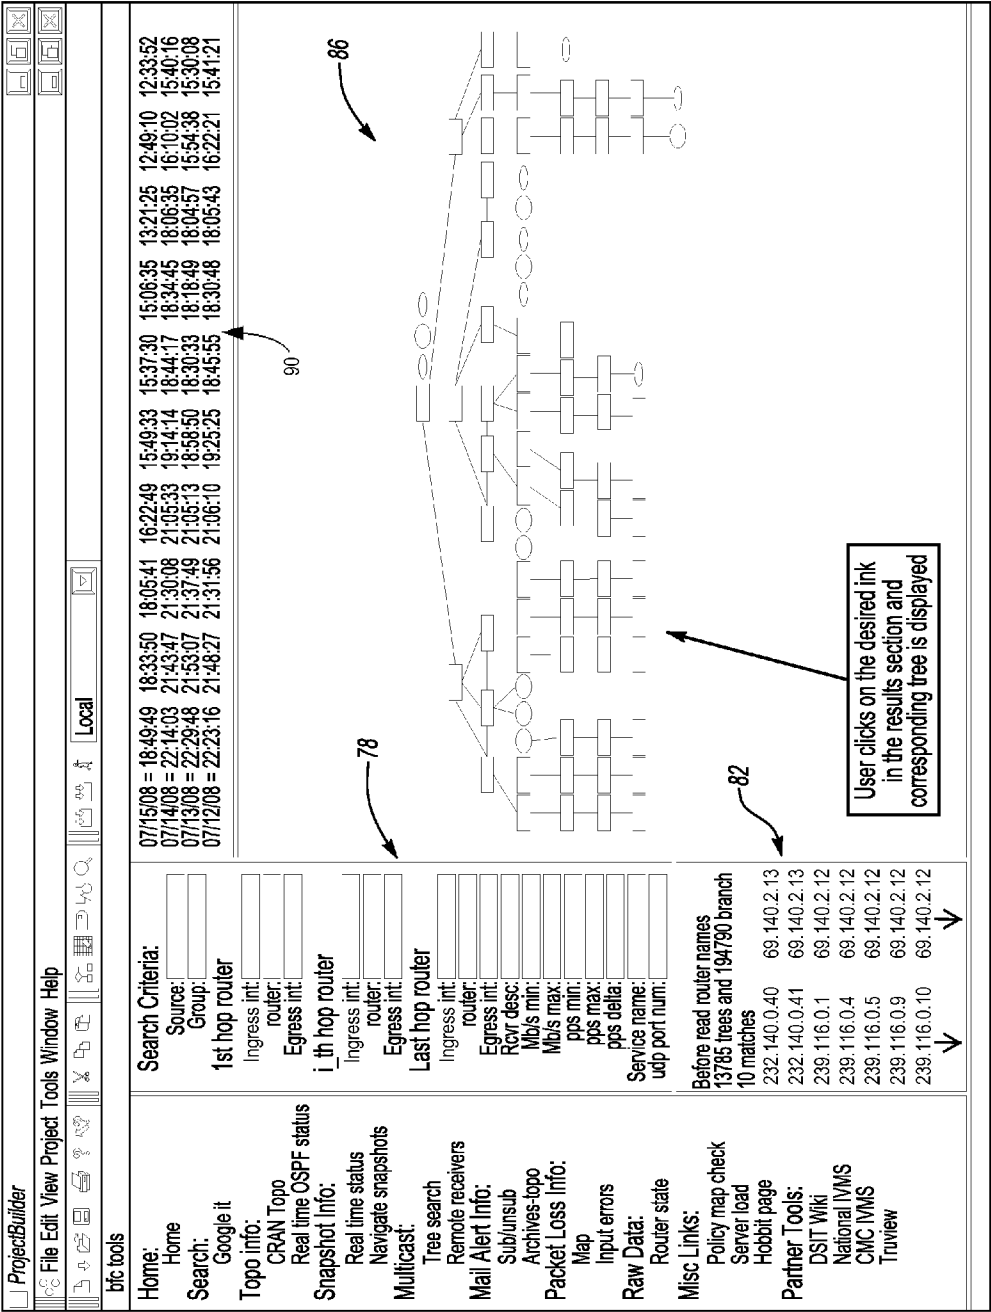 ProjectBuilder
File Edit View Project Tools Window Help
Local
bfc tools
Home:
Home
Search:
Google it
Topo info:
CRAN Topo
Real time OSPF status
Snapshot Info:
Real time status
Navigate snapshots
Multicast:
Tree search
Remote receivers
Mail Alert Info:
Sub/unsub
Archives-topo
Packet Loss Info:
Map
Input errors
Raw Data:
Router state
Misc Links:
Policy map check
Server load
Hobbit page
Partner Tools:
DSIT Wiki
National IVMS
CMC IVMS
Truview
Search Criteria:
Source:
Group:
1st hop router
Ingress int:
router:
Egress int:
i_th hop router
Ingress int:
router:
Egress int:
Last hop router
Ingress int:
router:
Egress int:
Rcvr desc:
Mb/s min:
Mb/s max:
pps min:
pps max:
pps delta:
Service name:
udp port num:
78
Before read router names
13785 trees and 194790 branch
10 matches
232.140.0.40 69.140.2.13
232.140.0.41 69.140.2.13
239.116.0.1 69.140.2.12
239.116.0.4 69.140.2.12
239.116.0.5 69.140.2.12
239.116.0.9 69.140.2.12
239.116.0.10 69.140.2.12
82
07/15/08 = 18:49:49 18:33:50 18:05:41 16:22:49 15:49:33 15:37:30 15:06:35 13:21:25 12:49:10 12:33:52
07/14/08 = 22:14:03 21:43:47 21:30:08 21:05:33 19:14:14 18:44:17 18:34:45 18:06:35 16:10:02 15:40:16
07/13/08 = 22:29:48 21:53:07 21:37:49 21:05:13 18:58:50 18:30:33 18:18:49 18:04:57 15:54:38 15:30:08
07/12/08 = 22:23:16 21:48:27 21:31:56 21:06:10 19:25:25 18:45:55 18:30:48 18:05:43 16:22:21 15:41:21
90
86
User clicks on the desired ink
in the results section and
corresponding tree is displayed